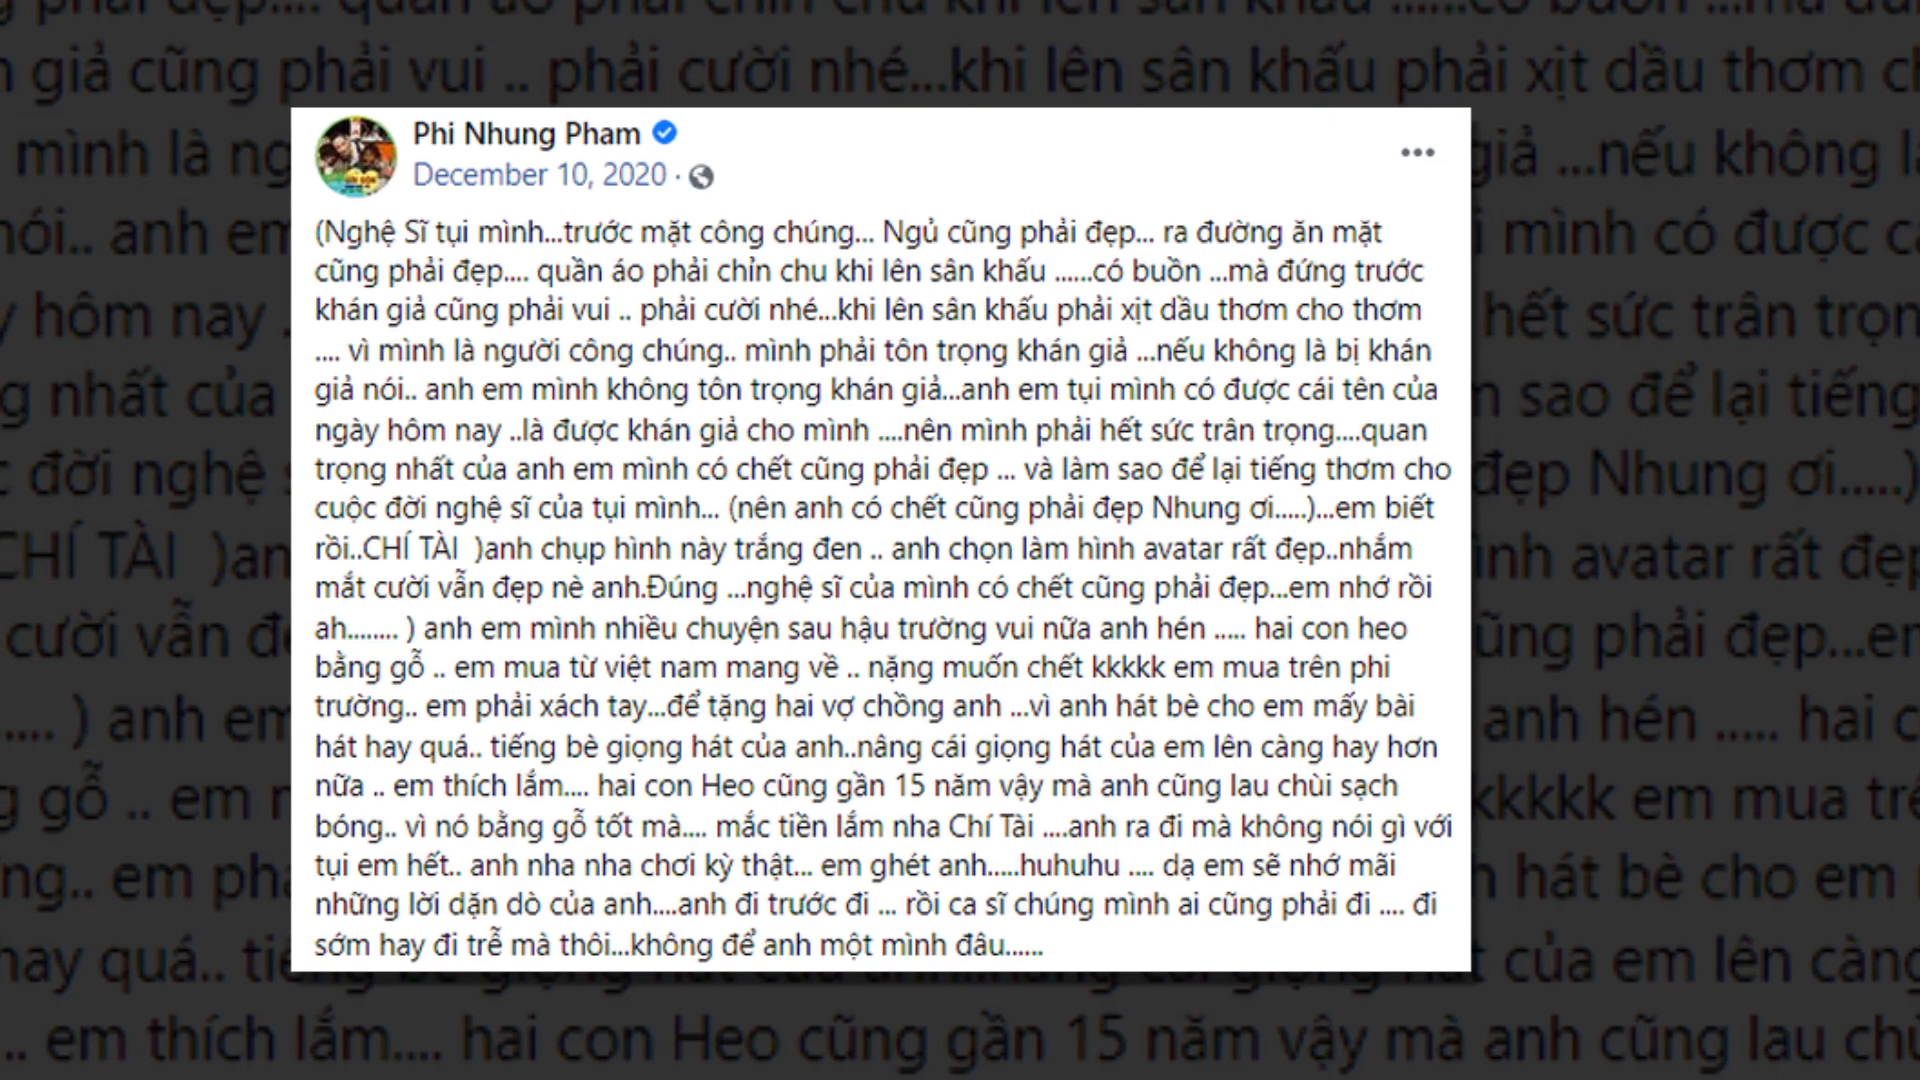 Phi Nhung Pham
December 10, 2020 ·
(Nghệ Sĩ tụi mình...trước mặt công chúng... Ngủ cũng phải đẹp... ra đường ăn mặt
cũng phải đẹp.... quần áo phải chỉn chu khi lên sân khấu ......có buồn ...mà đứng trước
khán giả cũng phải vui .. phải cười nhé...khi lên sân khấu phải xịt dầu thơm cho thơm
.... vì mình là người công chúng.. mình phải tôn trọng khán giả ...nếu không là bị khán
giả nói.. anh em mình không tôn trọng khán giả...anh em tụi mình có được cái tên của
ngày hôm nay ..là được khán giả cho mình ....nên mình phải hết sức trân trọng....quan
trọng nhất của anh em mình có chết cũng phải đẹp ... và làm sao để lại tiếng thơm cho
cuộc đời nghệ sĩ của tụi mình... (nên anh có chết cũng phải đẹp Nhung ơi.....)...em biết
rồi..CHÍ TÀI  )anh chụp hình này trắng đen .. anh chọn làm hình avatar rất đẹp..nhắm
mắt cười vẫn đẹp nè anh.Đúng ...nghệ sĩ của mình có chết cũng phải đẹp...em nhớ rồi
ah........ ) anh em mình nhiều chuyện sau hậu trường vui nữa anh hén ..... hai con heo
bằng gỗ .. em mua từ việt nam mang về .. nặng muốn chết kkkkk em mua trên phi
trường.. em phải xách tay...để tặng hai vợ chồng anh ...vì anh hát bè cho em mấy bài
hát hay quá.. tiếng bè giọng hát của anh..nâng cái giọng hát của em lên càng hay hơn
nữa .. em thích lắm.... hai con Heo cũng gần 15 năm vậy mà anh cũng lau chùi sạch
bóng.. vì nó bằng gỗ tốt mà.... mắc tiền lắm nha Chí Tài ....anh ra đi mà không nói gì với
tụi em hết.. anh nha nha chơi kỳ thật... em ghét anh.....huhuhu .... dạ em sẽ nhớ mãi
những lời dặn dò của anh....anh đi trước đi ... rồi ca sĩ chúng mình ai cũng phải đi .... đi
sớm hay đi trễ mà thôi...không để anh một mình đâu......